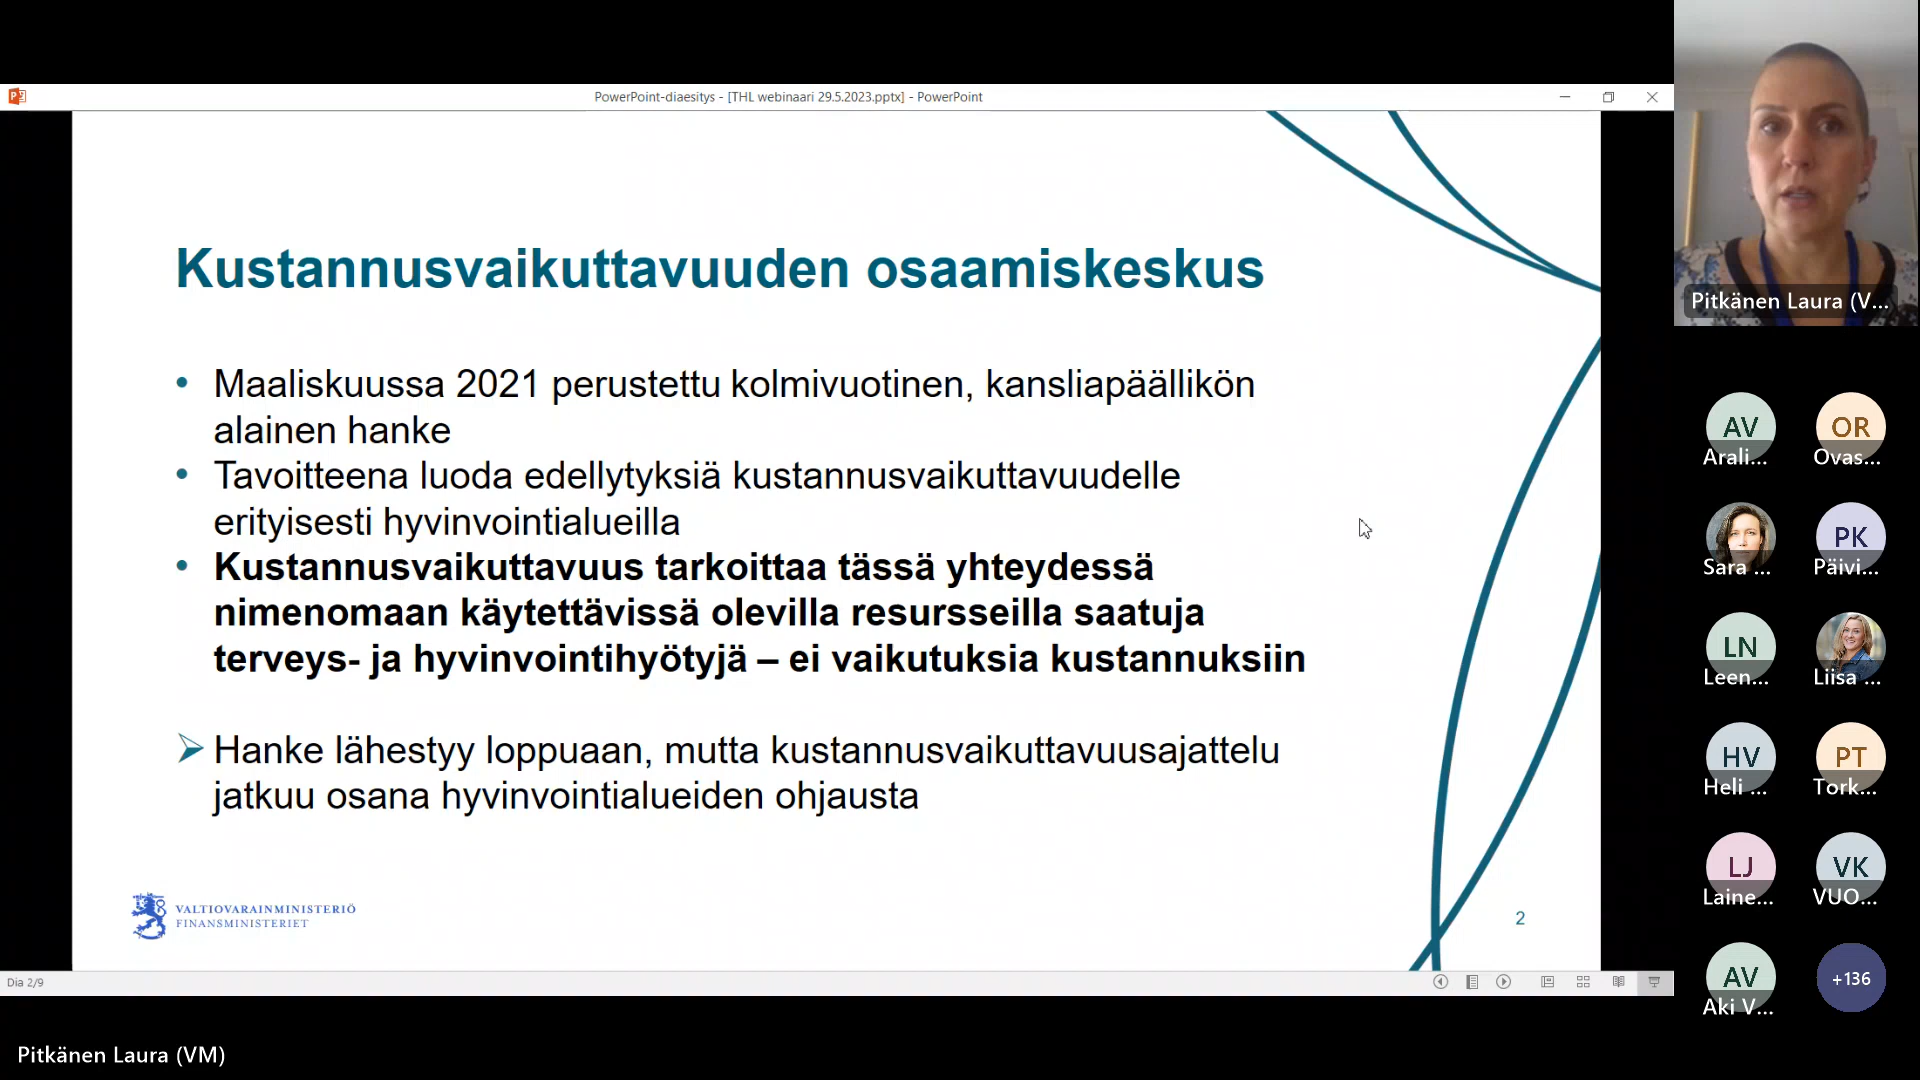 PowerPoint-diaesitys - [THL webinaari 29.5.2023.pptx] - PowerPoint
Kustannusvaikuttavuuden osaamiskeskus
• Maaliskuussa 2021 perustettu kolmivuotinen, kansliapäällikön
alainen hanke
• Tavoitteena luoda edellytyksiä kustannusvaikuttavuudelle
erityisesti hyvinvointialueilla
• Kustannusvaikuttavuus tarkoittaa tässä yhteydessä
nimenomaan käytettävissä olevilla resursseilla saatuja
terveys- ja hyvinvointihyötyjä – ei vaikutuksia kustannuksiin
➢ Hanke lähestyy loppuaan, mutta kustannusvaikuttavuusajattelu
jatkuu osana hyvinvointialueiden ohjausta
VALTIOVARAINMINISTERIÖ
FINANSMINISTERIET
2
Dia 2/9
Pitkänen Laura (VM)
Pitkänen Laura (V...
AV
Arali...
OR
Ovas...
Sara ...
PK
Päivi...
LN
Leen...
Liisa ...
HV
Heli ...
PT
Tork...
LJ
Laine...
VK
VUO...
AV
Aki V...
+136